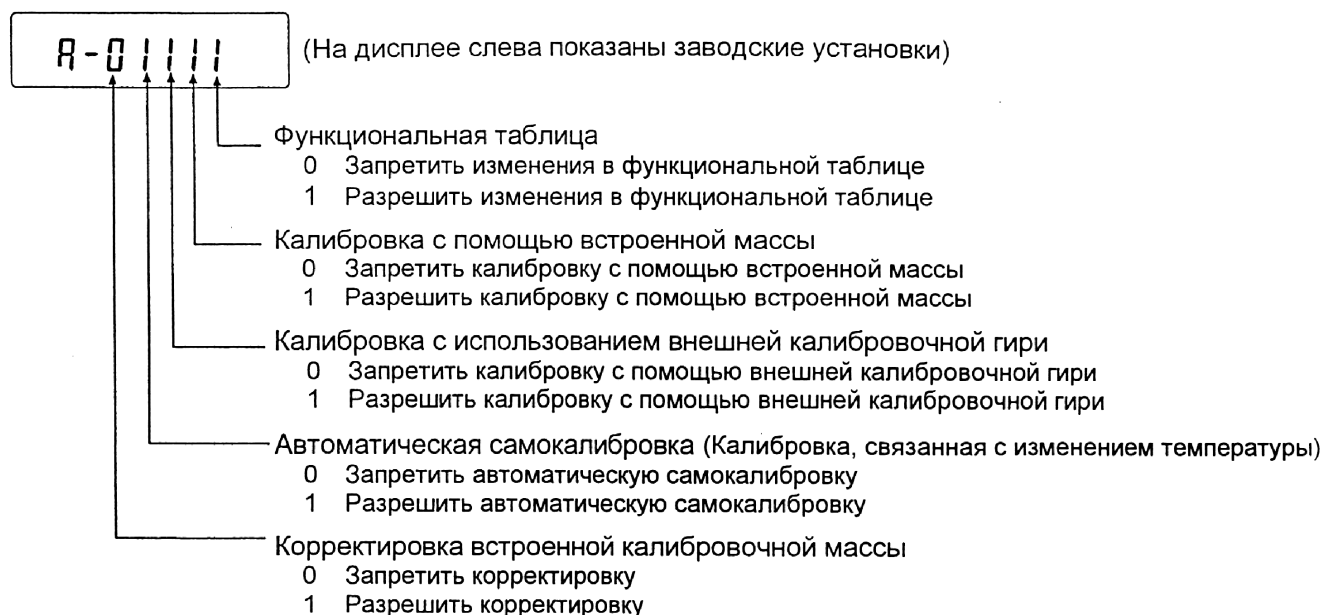 A-01111
(На дисплее слева показаны заводские установки)
Функциональная таблица
0 Запретить изменения в функциональной таблице
1 Разрешить изменения в функциональной таблице
Калибровка с помощью встроенной массы
0 Запретить калибровку с помощью встроенной массы
1 Разрешить калибровку с помощью встроенной массы
Калибровка с использованием внешней калибровочной гири
0 Запретить калибровку с помощью внешней калибровочной гири
1 Разрешить калибровку с помощью внешней калибровочной гири
Автоматическая самокалибровка (Калибровка, связанная с изменением температуры)
0 Запретить автоматическую самокалибровку
1 Разрешить автоматическую самокалибровку
Корректировка встроенной калибровочной массы
0 Запретить корректировку
1 Разрешить корректировку